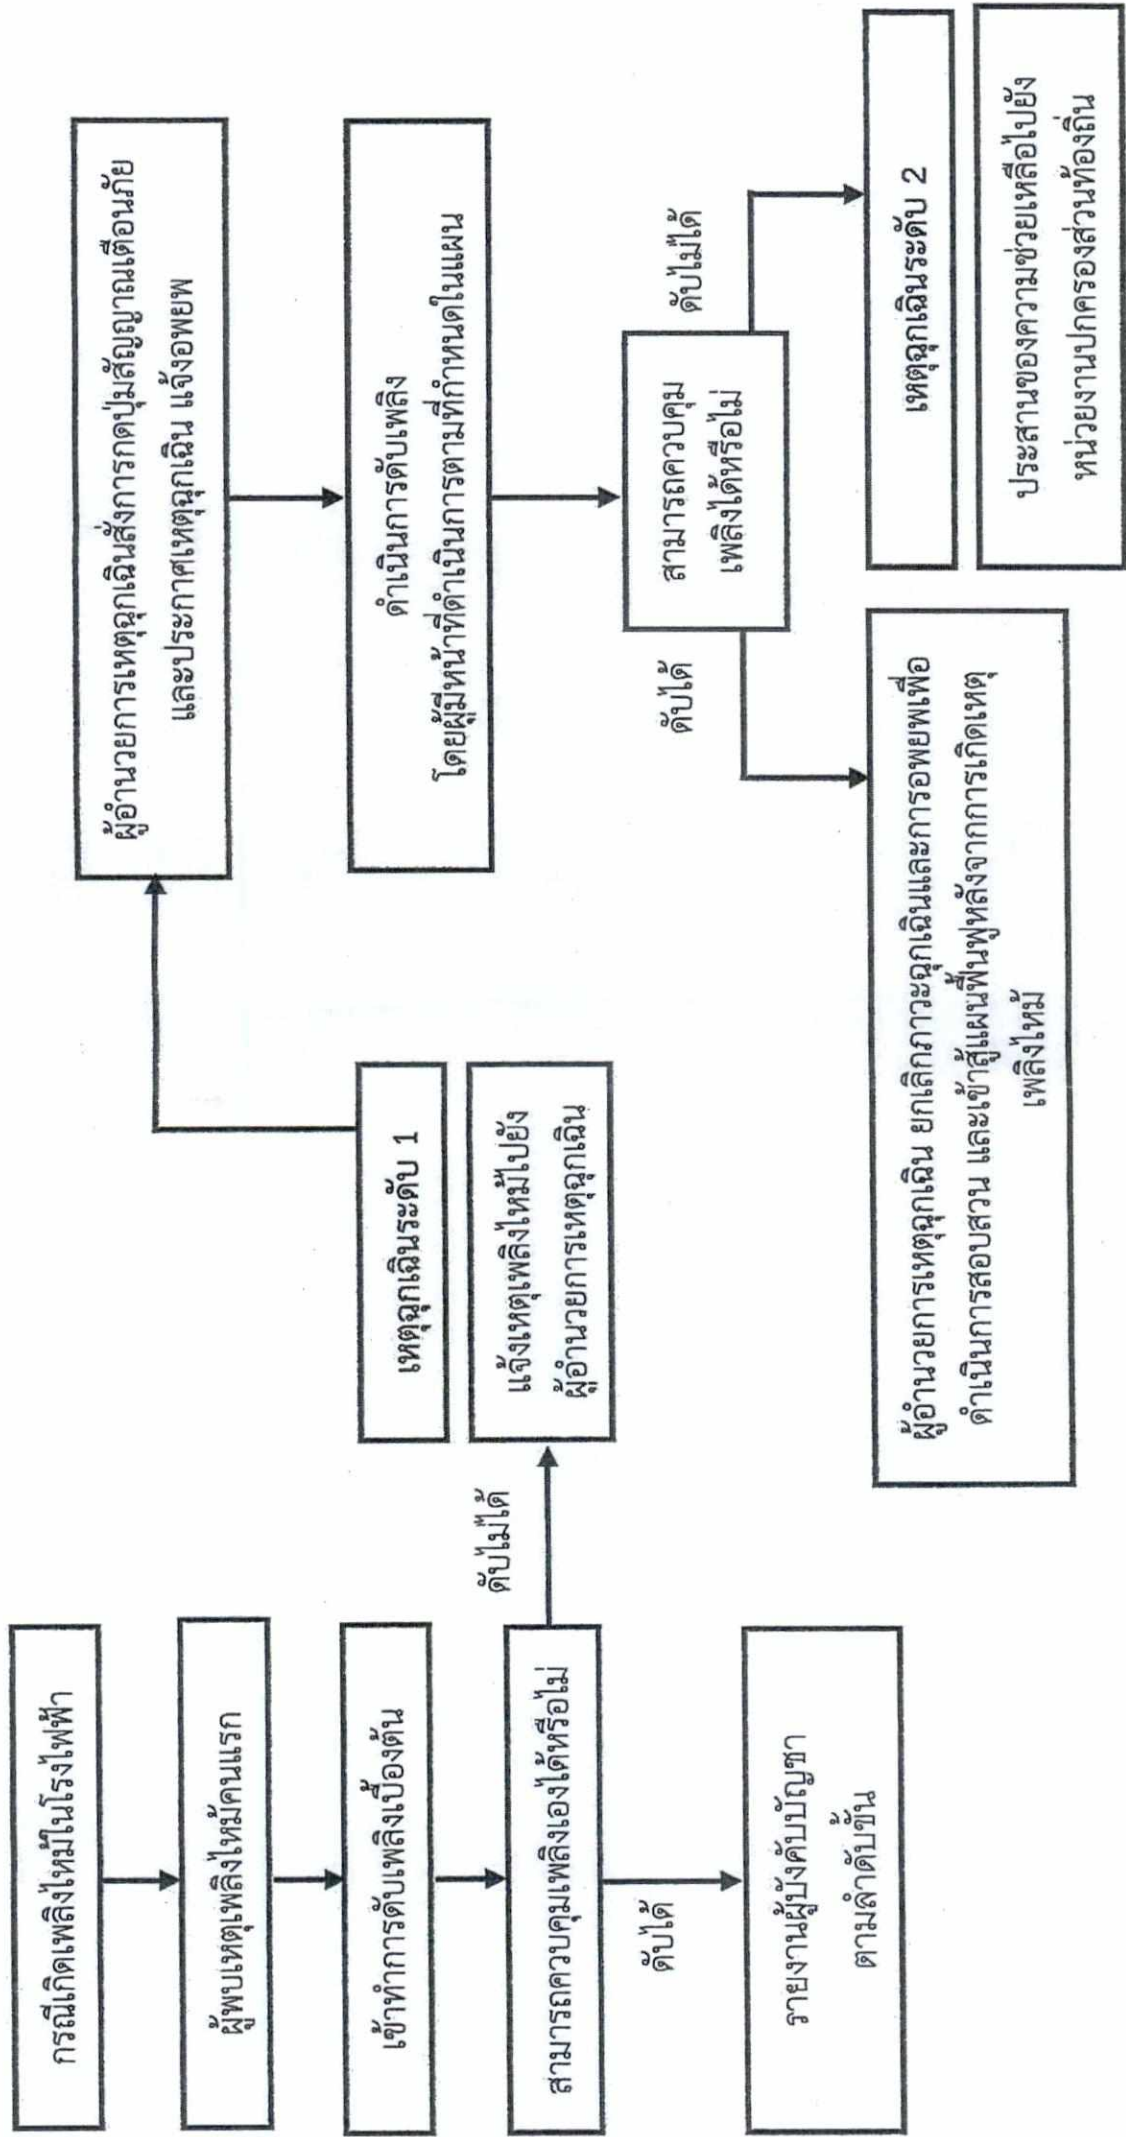 กรณีเกิดเพลิงไหม้ในโรงไฟฟ้า
ผู้พบเหตุเพลิงไหม้คนแรก
เข้าทำการดับเพลิงเบื้องต้น
สามารถควบคุมเพลิงเองได้หรือไม่
ดับได้
รายงานผู้บังคับบัญชา
ตามลำดับขั้น
ดับไม่ได้
เหตุฉุกเฉินระดับ 1
แจ้งเหตุเพลิงไหม้ไปยัง
ผู้อำนวยการเหตุฉุกเฉิน
ผู้อำนวยการเหตุฉุกเฉินสั่งการกดปุ่มสัญญาณเตือนภัย
และประกาศเหตุฉุกเฉิน แจ้งอพยพ
ดำเนินการดับเพลิง
โดยผู้มีหน้าที่ดำเนินการตามที่กำหนดในแผน
สามารถควบคุม
เพลิงได้หรือไม่
ดับได้
ผู้อำนวยการเหตุฉุกเฉิน ยกเลิกภาวะฉุกเฉินและการอพยพเพื่อ
ดำเนินการสอบสวน และเข้าสู่แผนฟื้นฟูหลังจากการเกิดเหตุ
เพลิงไหม้
ดับไม่ได้
เหตุฉุกเฉินระดับ 2
ประสานของความช่วยเหลือไปยัง
หน่วยงานปกครองส่วนท้องถิ่น